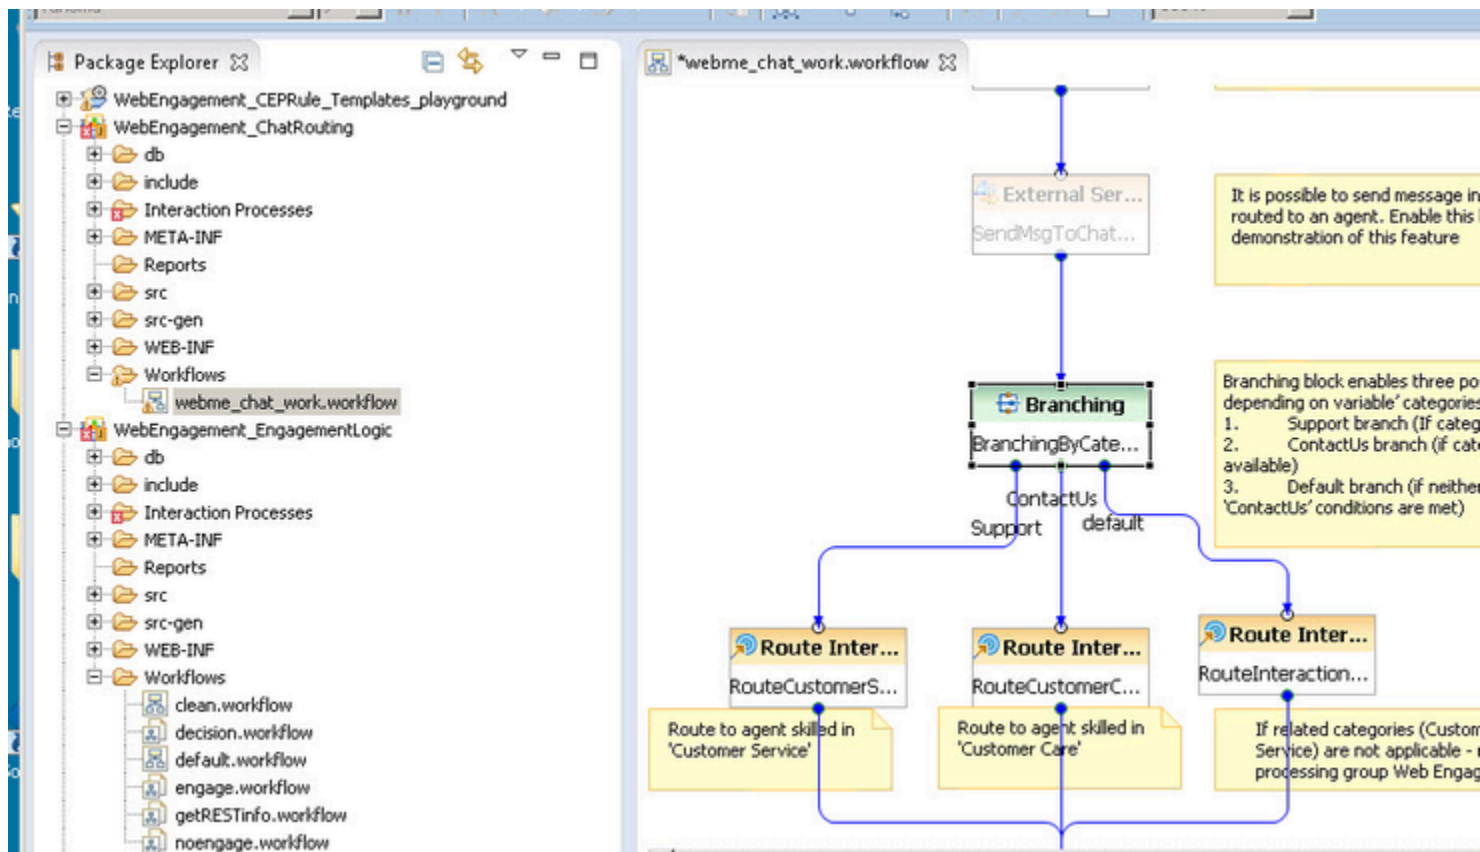 Package Explorer
WebEngagement_CEPRule_Templates_playground
WebEngagement_ChatRouting
db
include
Interaction Processes
META-INF
Reports
src
src-gen
WEB-INF
Workflows
webme_chat_work.workflow
WebEngagement_EngagementLogic
db
include
Interaction Processes
META-INF
Reports
src
src-gen
WEB-INF
Workflows
clean.workflow
decision.workflow
default.workflow
engage.workflow
getRESTinfo.workflow
noengage.workflow
*webme_chat_work.workflow
External Ser...
SendMsgToChat...
It is possible to send message in
routed to an agent. Enable this
demonstration of this feature
Branching
BranchingByCate...
Branching block enables three pos
depending on variable' categories
1. Support branch (If categ
2. ContactUs branch (if cate
available)
3. Default branch (if neither
'ContactUs' conditions are met)
ContactUs
Support
default
Route Inter...
RouteCustomerS...
Route to agent skilled in
'Customer Service'
Route Inter...
RouteCustomerC...
Route to agent skilled in
'Customer Care'
Route Inter...
RouteInteraction...
If related categories (Custom
Service) are not applicable -
processing group Web Engag